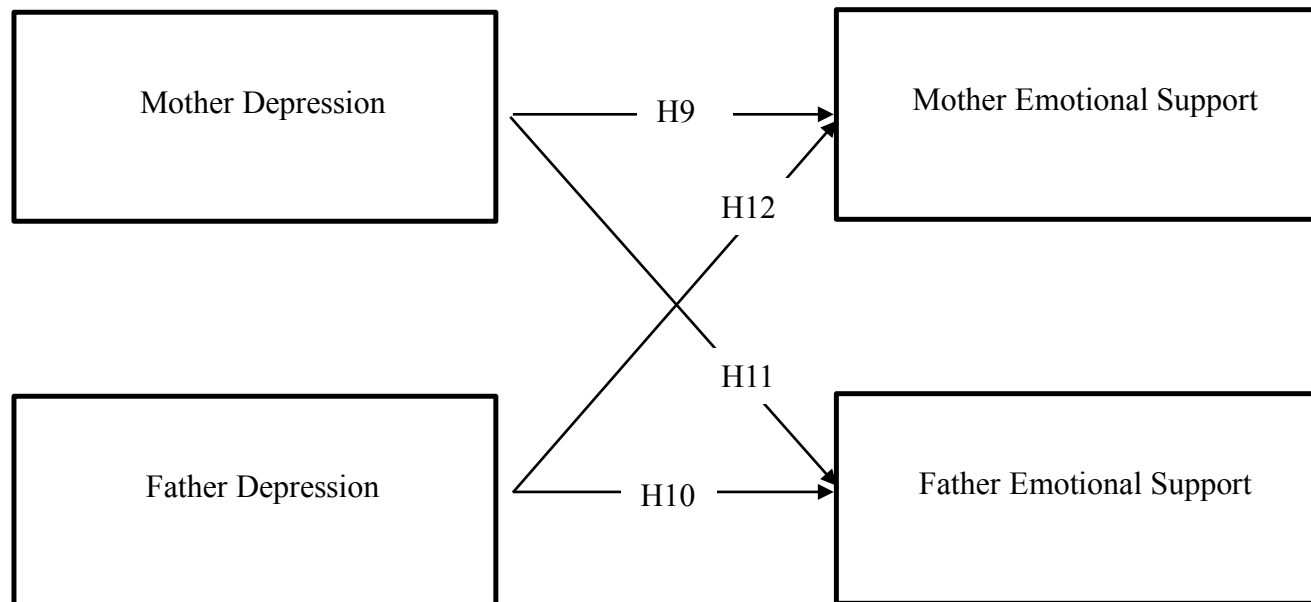 Mother Depression
H9
Mother Emotional Support
H12
H11
Father Depression
H10
Father Emotional Support